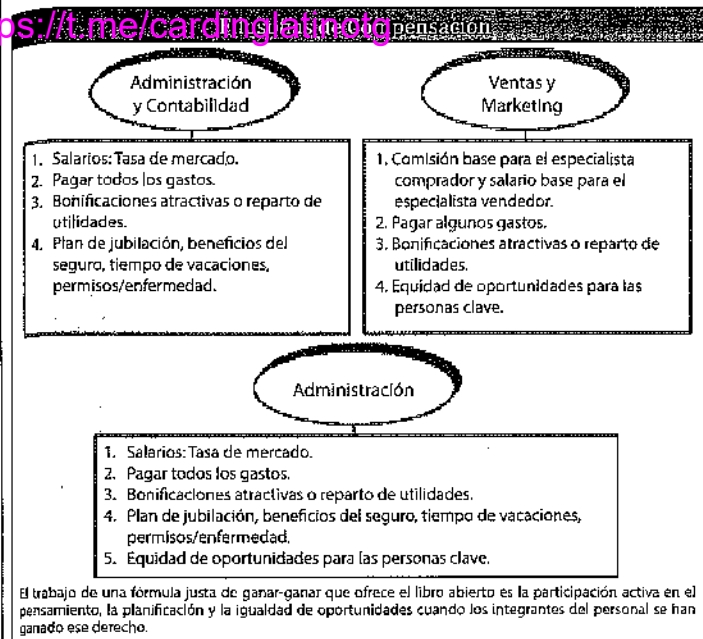 ps://t.me/cardinglatinotg
pensación
Administración
y Contabilidad
1. Salarios: Tasa de mercado.
2. Pagar todos los gastos.
3. Bonificaciones atractivas o reparto de
utilidades.
4. Plan de jubilación, beneficios del
seguro, tiempo de vacaciones,
permisos/enfermedad.
Ventas y
Marketing
1. Comisión base para el especialista
comprador y salario base para el
especialista vendedor.
2. Pagar algunos gastos.
3. Bonificaciones atractivas o reparto de
utilidades.
4. Equidad de oportunidades para las
personas clave.
Administración
1. Salarios: Tasa de mercado.
2. Pagar todos los gastos.
3. Bonificaciones atractivas o reparto de utilidades.
4. Plan de jubilación, beneficios del seguro, tiempo de vacaciones,
permisos/enfermedad.
5. Equidad de oportunidades para las personas clave.
El trabajo de una fórmula justa de ganar-ganar que ofrece el libro abierto es la participación activa en el
pensamiento, la planificación y la igualdad de oportunidades cuando los integrantes del personal se han
ganado ese derecho.